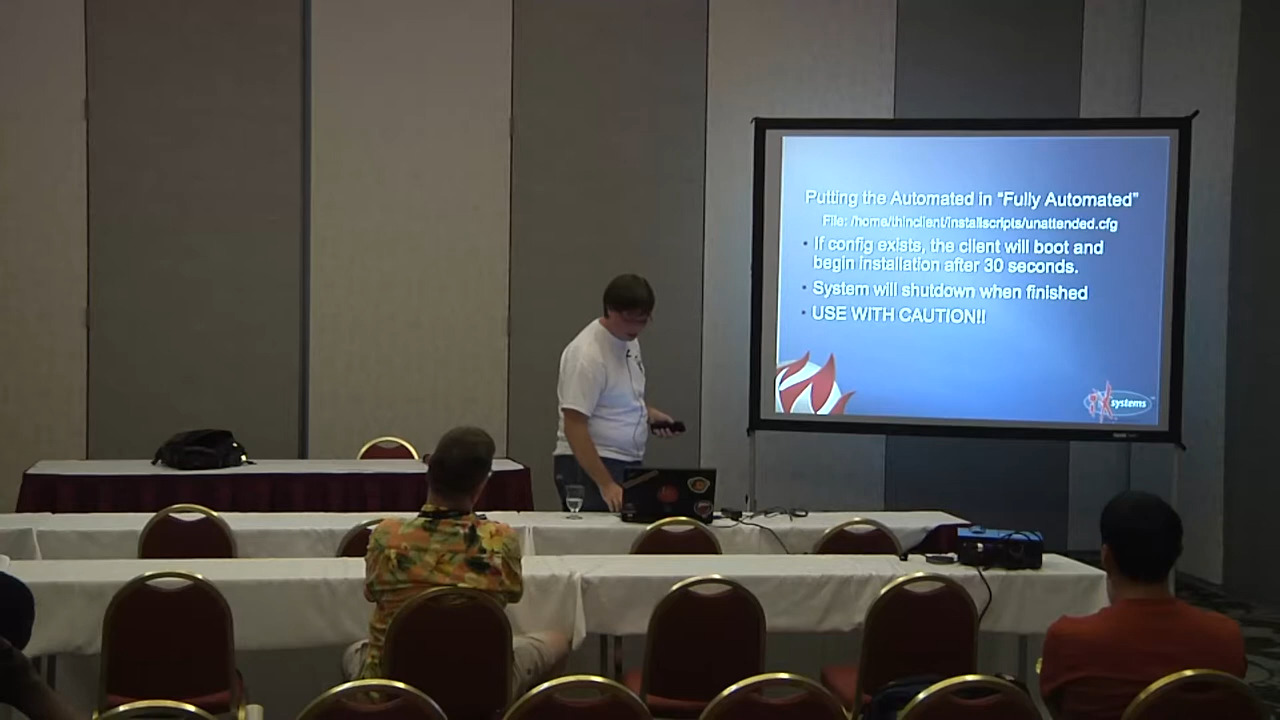 Putting the Automated in "Fully Automated"
File: /home/thinclient/installscripts/unattended.cfg
• If config exists, the client will boot and
begin installation after 30 seconds.
• System will shutdown when finished
• USE WITH CAUTION!!
iX systems